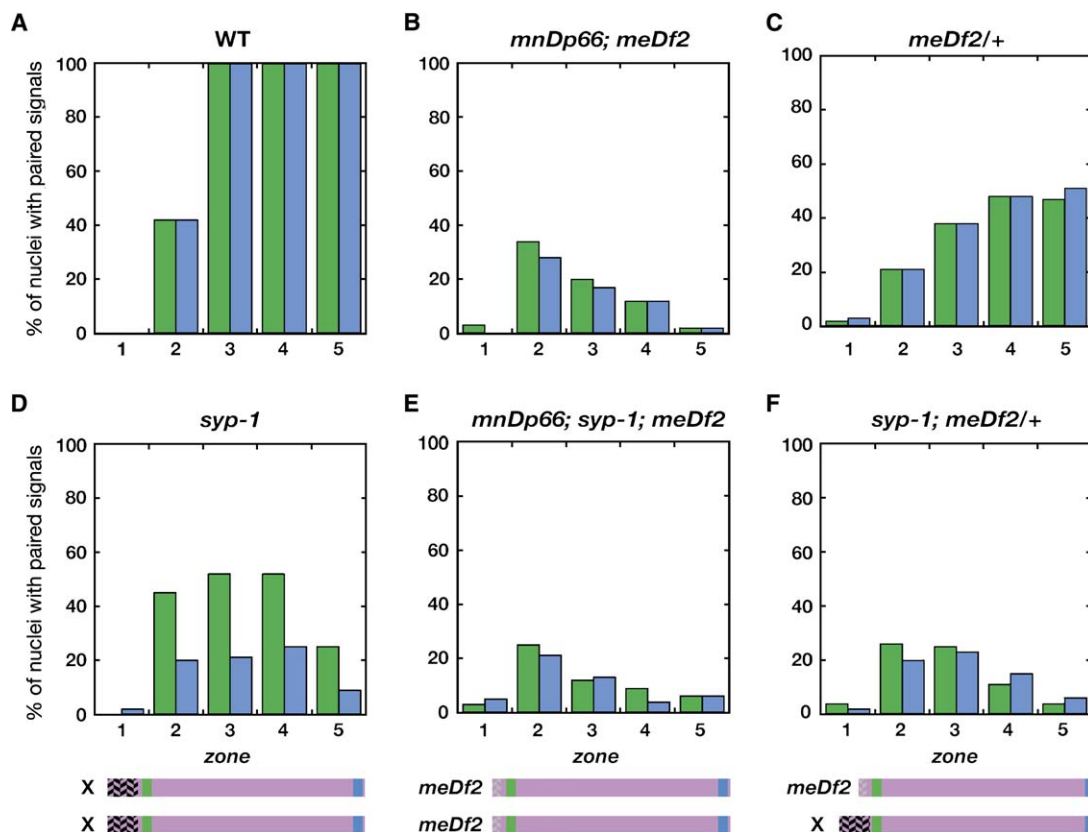 A
WT
% of nuclei with paired signals
100
80
60
40
20
0
1 2 3 4 5
B
mnDp66; meDf2
100
80
60
40
20
0
1 2 3 4 5
C
meDf2/+
100
80
60
40
20
0
1 2 3 4 5
D
syp-1
% of nuclei with paired signals
100
80
60
40
20
0
1 2 3 4 5
zone
X
X
E
mnDp66; syp-1; meDf2
100
80
60
40
20
0
1 2 3 4 5
zone
meDf2
meDf2
F
syp-1; meDf2/+
100
80
60
40
20
0
1 2 3 4 5
zone
meDf2
X